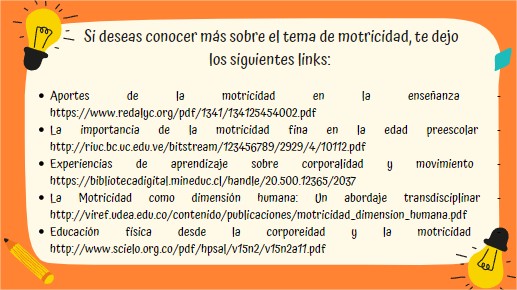 Si deseas conocer más sobre el tema de motricidad, te dejo
los siguientes links:
• Aportes de la motricidad en la enseñanza -
https://www.redalyc.org/pdf/1341/134125454002.pdf
• La importancia de la motricidad fina en la edad preescolar -
http://riuc.bc.uc.edu.ve/bitstream/123456789/2929/4/10112.pdf
• Experiencias de aprendizaje sobre corporalidad y movimiento -
https://bibliotecadigital.mineduc.cl/handle/20.500.12365/2037
• La Motricidad como dimensión humana: Un abordaje transdisciplinar -
http://viref.udea.edu.co/contenido/publicaciones/motricidad_dimension_humana.pdf
• Educación física desde la corporeidad y la motricidad -
http://www.scielo.org.co/pdf/hpsal/v15n2/v15n2a11.pdf